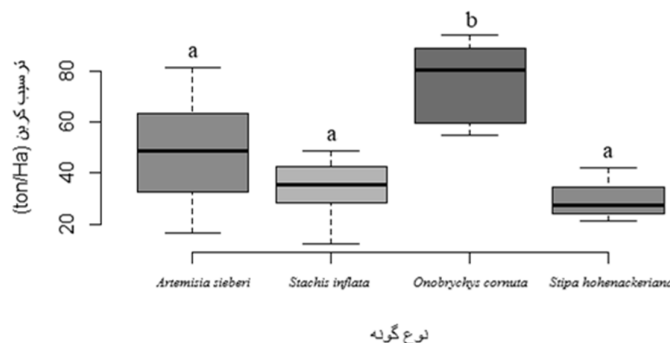 b
a
a
a
ترسیب کربن (ton/Ha)
80
60
40
20
Artemisia sieberi
Stachis inflata
Onobrychys cornuta
Stipa hohenackeriana
نوع گونه